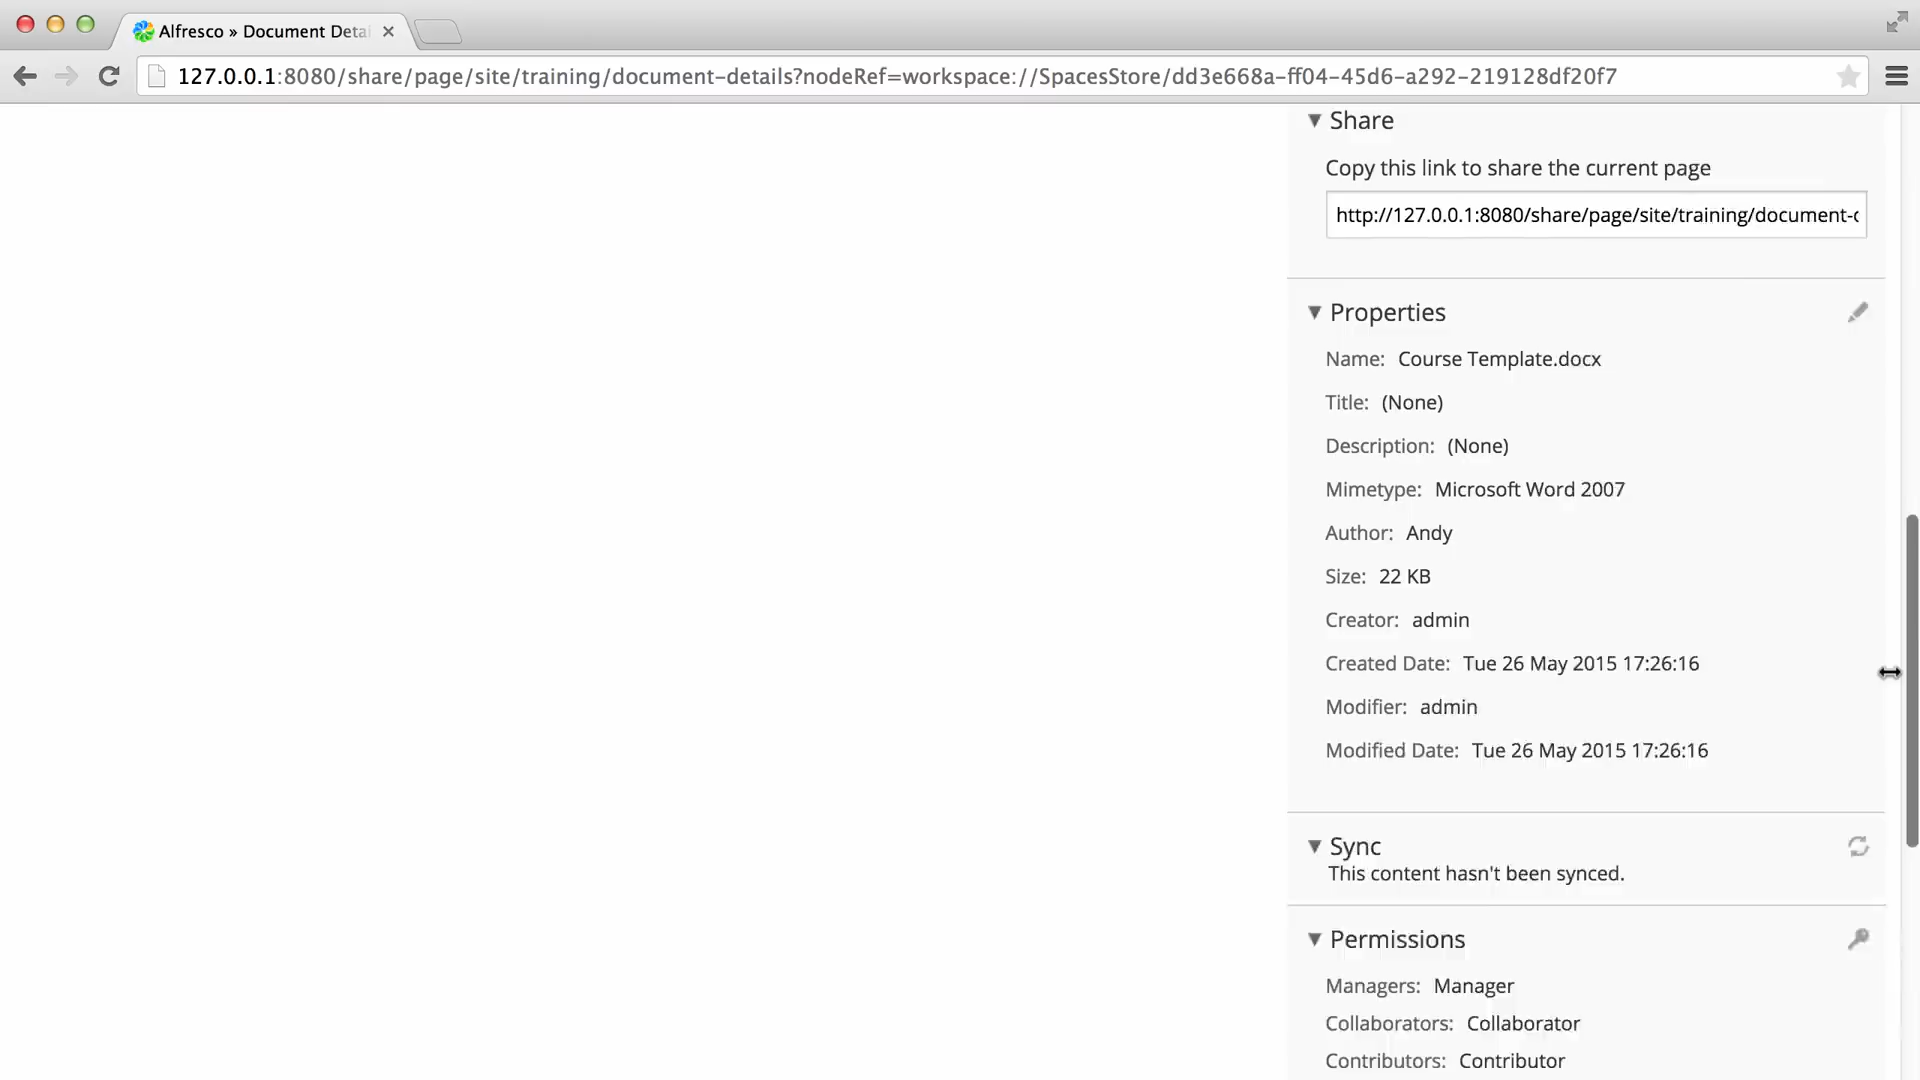 Alfresco » Document Deta
127.0.0.1:8080/share/page/site/training/document-details?nodeRef=workspace://SpacesStore/dd3e668a-ff04-45d6-a292-219128df20f7
Share
Copy this link to share the current page
http://127.0.0.1:8080/share/page/site/training/document-
Properties
Name: Course Template.docx
Title: (None)
Description: (None)
Mimetype: Microsoft Word 2007
Author: Andy
Size: 22 KB
Creator: admin
Created Date: Tue 26 May 2015 17:26:16
Modifier: admin
Modified Date: Tue 26 May 2015 17:26:16
Sync
This content hasn't been synced.
Permissions
Managers: Manager
Collaborators: Collaborator
Contributors: Contributor